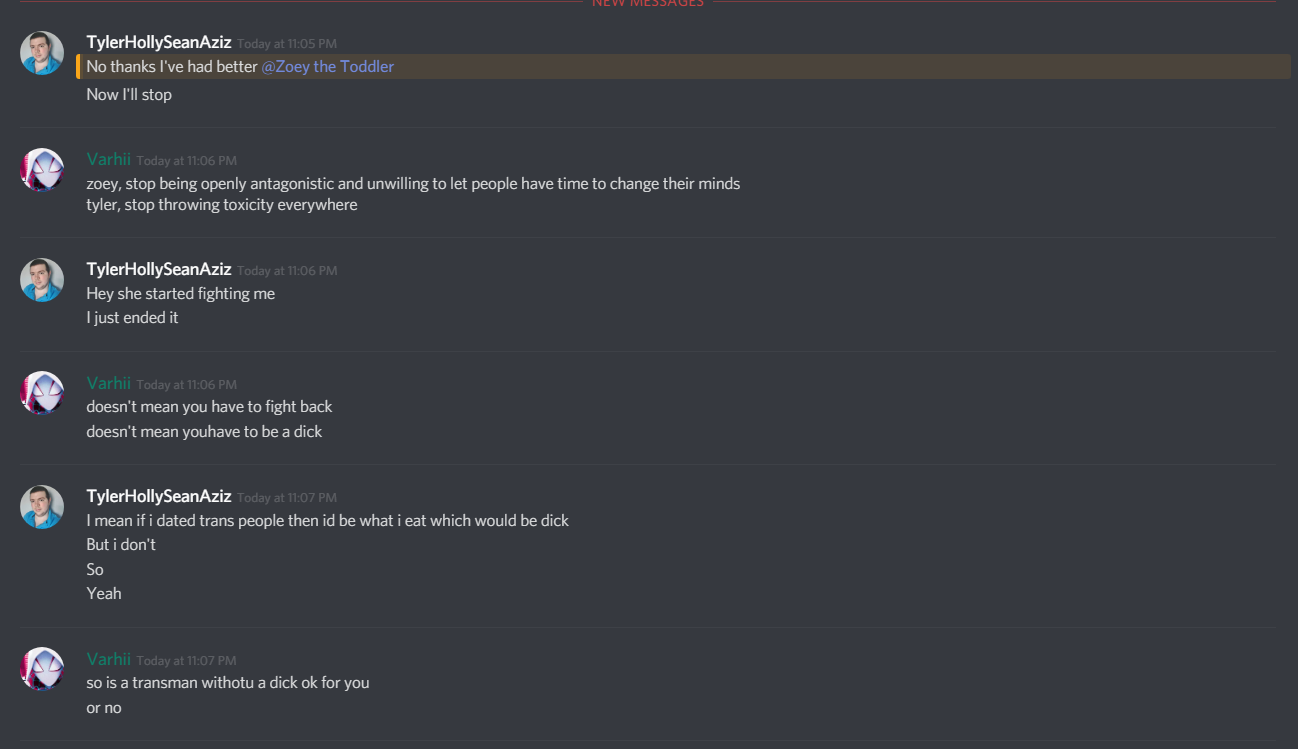 NEW MESSAGES
TylerHollySeanAziz Today at 11:05 PM
No thanks I've had better @Zoey the Toddler
Now I'll stop
Varhii Today at 11:06 PM
zoey, stop being openly antagonistic and unwilling to let people have time to change their minds
tyler, stop throwing toxicity everywhere
TylerHollySeanAziz Today at 11:06 PM
Hey she started fighting me
I just ended it
Varhii Today at 11:06 PM
doesn't mean you have to fight back
doesn't mean youhave to be a dick
TylerHollySeanAziz Today at 11:07 PM
I mean if i dated trans people then id be what i eat which would be dick
But i don't
So
Yeah
Varhii Today at 11:07 PM
so is a transman withotu a dick ok for you
or no